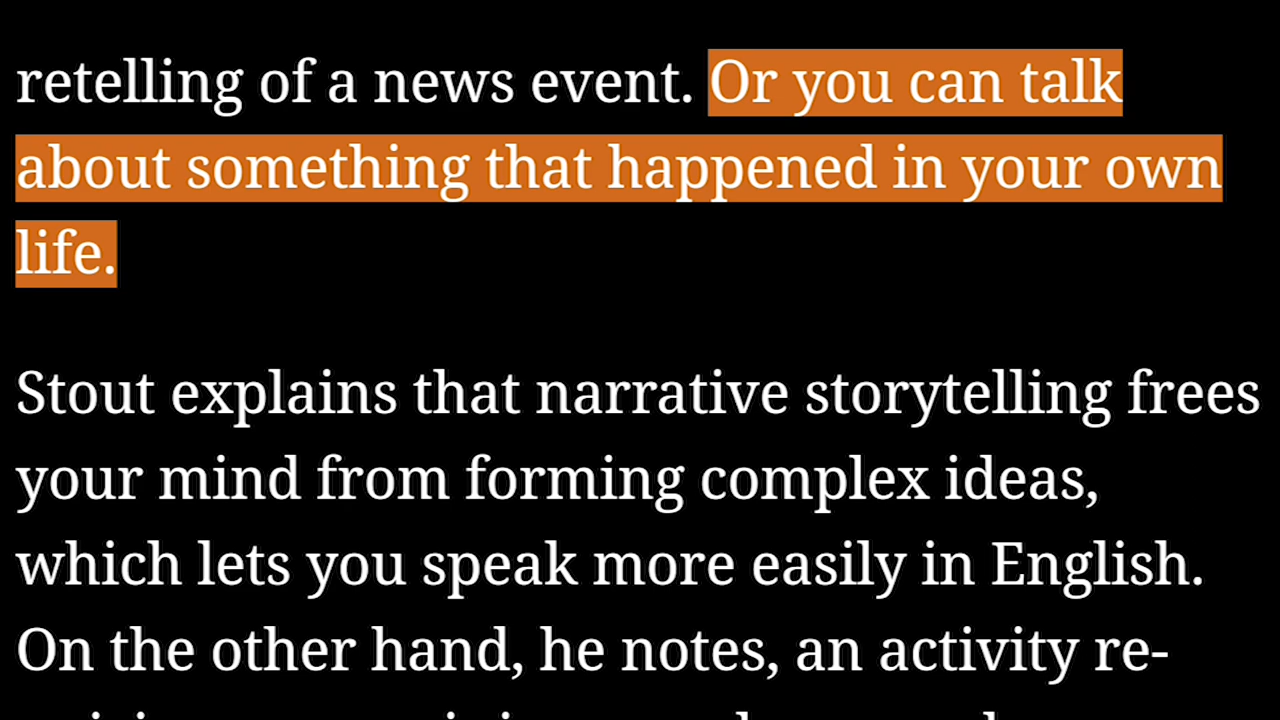 retelling of a news event. Or you can talk
about something that happened in your own
life.
Stout explains that narrative storytelling frees
your mind from forming complex ideas,
which lets you speak more easily in English.
On the other hand, he notes, an activity re-